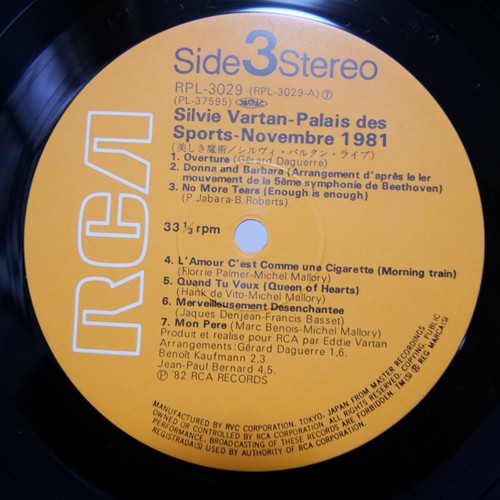 Side 3 Stereo
RPL-3029 (RPL-3029-A) ⑦
(PL-37595) JASRAC
Silvie Vartan-Palais des
Sports-Novembre 1981
(美しき魔術/シルヴィ・バルタン・ライブ)
1. Overture (Gérard Daguerre)
2. Donna and Barbara (Arrangement d'après le ler
mouvement de la 5ème symphonie de Beethoven)
3. No More Tears (Enough is enough)
(P.Jabara-B.Roberts)
33 1/3 rpm
4. L'Amour C'est Comme une Cigarette (Morning train)
(Florrie Palmer-Michel Mallory)
5. Quand Tu Veux (Queen of Hearts)
(Hank de Vito-Michel Mallory)
6. Merveilleusement Desenchantee
(Jaques Denjean-Francis Basset)
7. Mon Pere (Marc Benois-Michel Mallory)
Produit et realise pour RCA par Eddie Vartan
Arrangements: Gérard Daguerre 1,6.
Benoît Kaufmann 2.3.
Jean-Paul Bernard 4,5.
Ⓟ '82 RCA RECORDS
RCA
MANUFACTURED BY RVC CORPORATION, TOKYO, JAPAN FROM MASTER RECORDINGS
OWNED OR CONTROLLED BY RCA CORPORATION. ALL RIGHTS RESERVED. COPYING, PUBLIC
PERFORMANCE, BROADCASTING OF THESE RECORDS ARE FORBIDDEN. TM(S) ® REG MARCA(S)
REGISTRADA(S) USED BY AUTHORITY OF RCA CORPORATION.